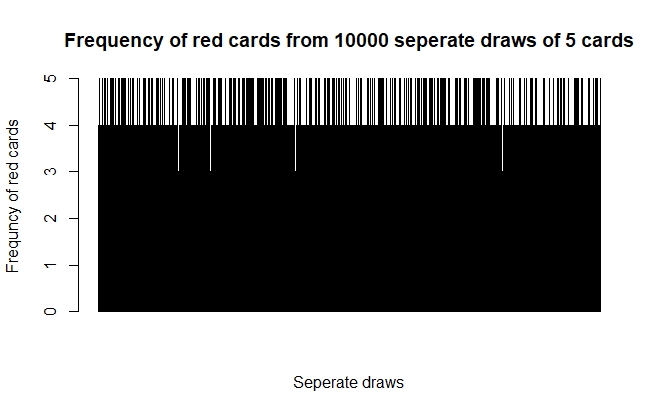 Frequency of red cards from 10000 seperate draws of 5 cards
5
4
3
2
1
0
Frequncy of red cards
Seperate draws